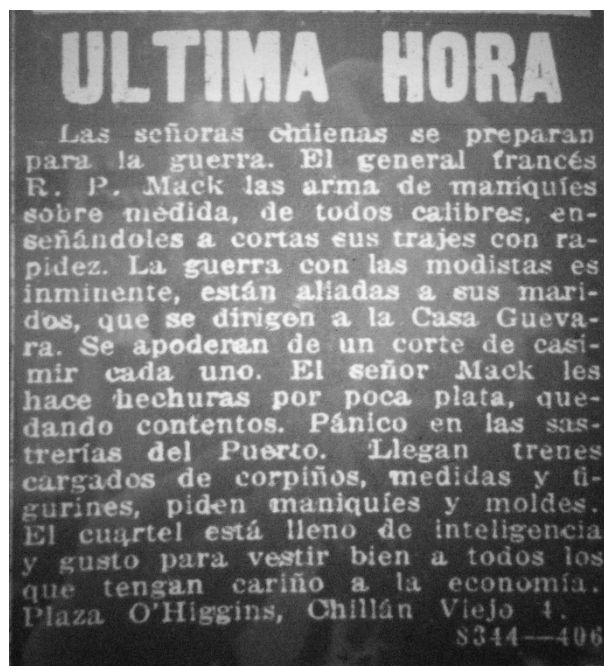 ULTIMA HORA
Las señoras chilenas se preparan
para la guerra. El general francés
R. P. Mack las arma de maniquíes
sobre medida, de todos calibres, en-
señándoles a cortas sus trajes con ra-
pidez. La guerra con las modistas es
inminente, están aliadas a sus mari-
dos, que se dirigen a la Casa Gueva-
ra. Se apoderan de un corte de casi-
mir cada uno. El señor Mack les
hace hechuras por poca plata, que-
dando contentos. Pánico en las sas-
trerías del Puerto. Llegan trenes
cargados de corpiños, medidas y fi-
gurines, piden maniquíes y moldes.
El cuartel está lleno de inteligencia
y gusto para vestir bien a todos los
que tengan cariño a la economía.
Plaza O'Higgins, Chillán Viejo 4.
S344—406